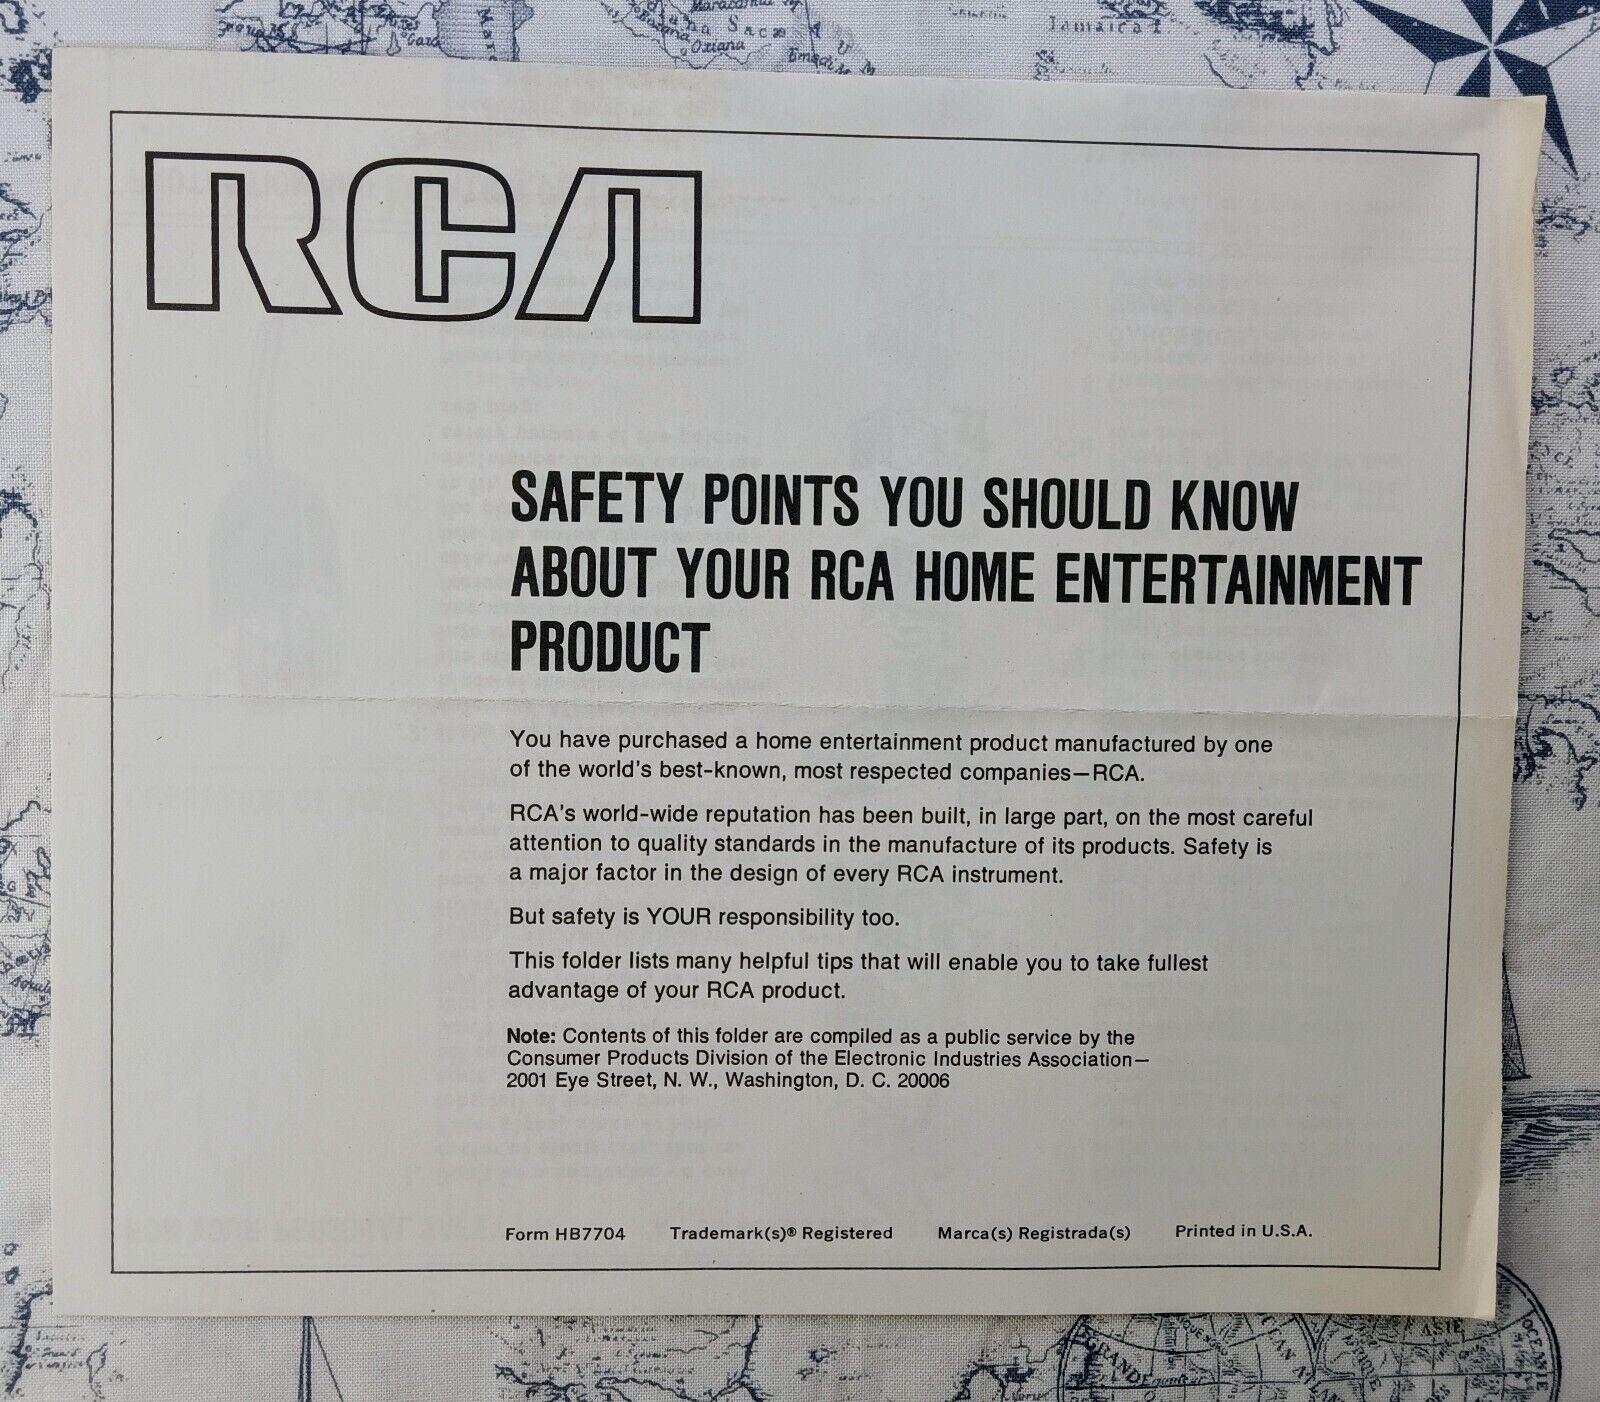 RCA
SAFETY POINTS YOU SHOULD KNOW
ABOUT YOUR RCA HOME ENTERTAINMENT
PRODUCT
You have purchased a home entertainment product manufactured by one
of the world's best-known, most respected companies—RCA.
RCA's world-wide reputation has been built, in large part, on the most careful
attention to quality standards in the manufacture of its products. Safety is
a major factor in the design of every RCA instrument.
But safety is YOUR responsibility too.
This folder lists many helpful tips that will enable you to take fullest
advantage of your RCA product.
Note: Contents of this folder are compiled as a public service by the
Consumer Products Division of the Electronic Industries Association—
2001 Eye Street, N. W., Washington, D. C. 20006
Form HB7704 Trademark(s)® Registered Marca(s) Registrada(s) Printed in U.S.A.
Oxiana
Jamaica I
ASIE
OCEANIE
GRANDE